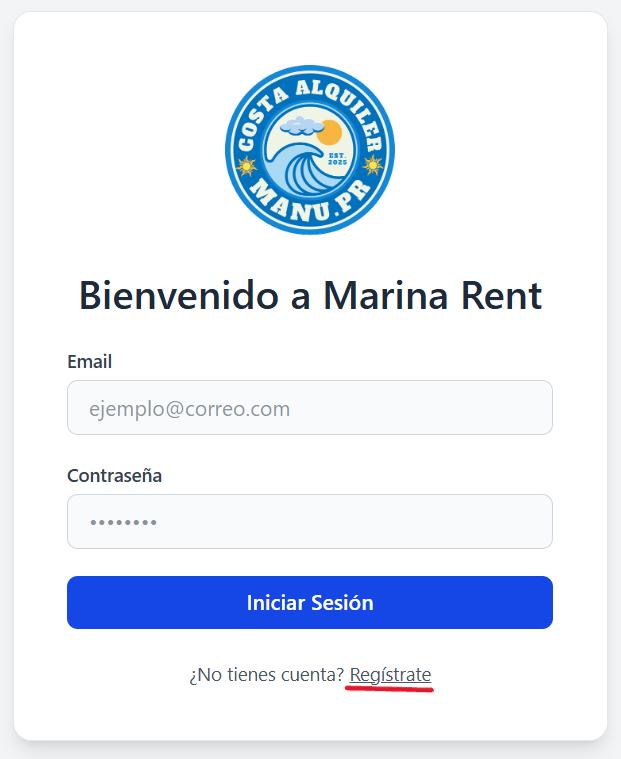 COSTA ALQUILER
EST.
2025
MANU.PR
Bienvenido a Marina Rent
Email
ejemplo@correo.com
Contraseña
••••••••
Iniciar Sesión
¿No tienes cuenta? Regístrate